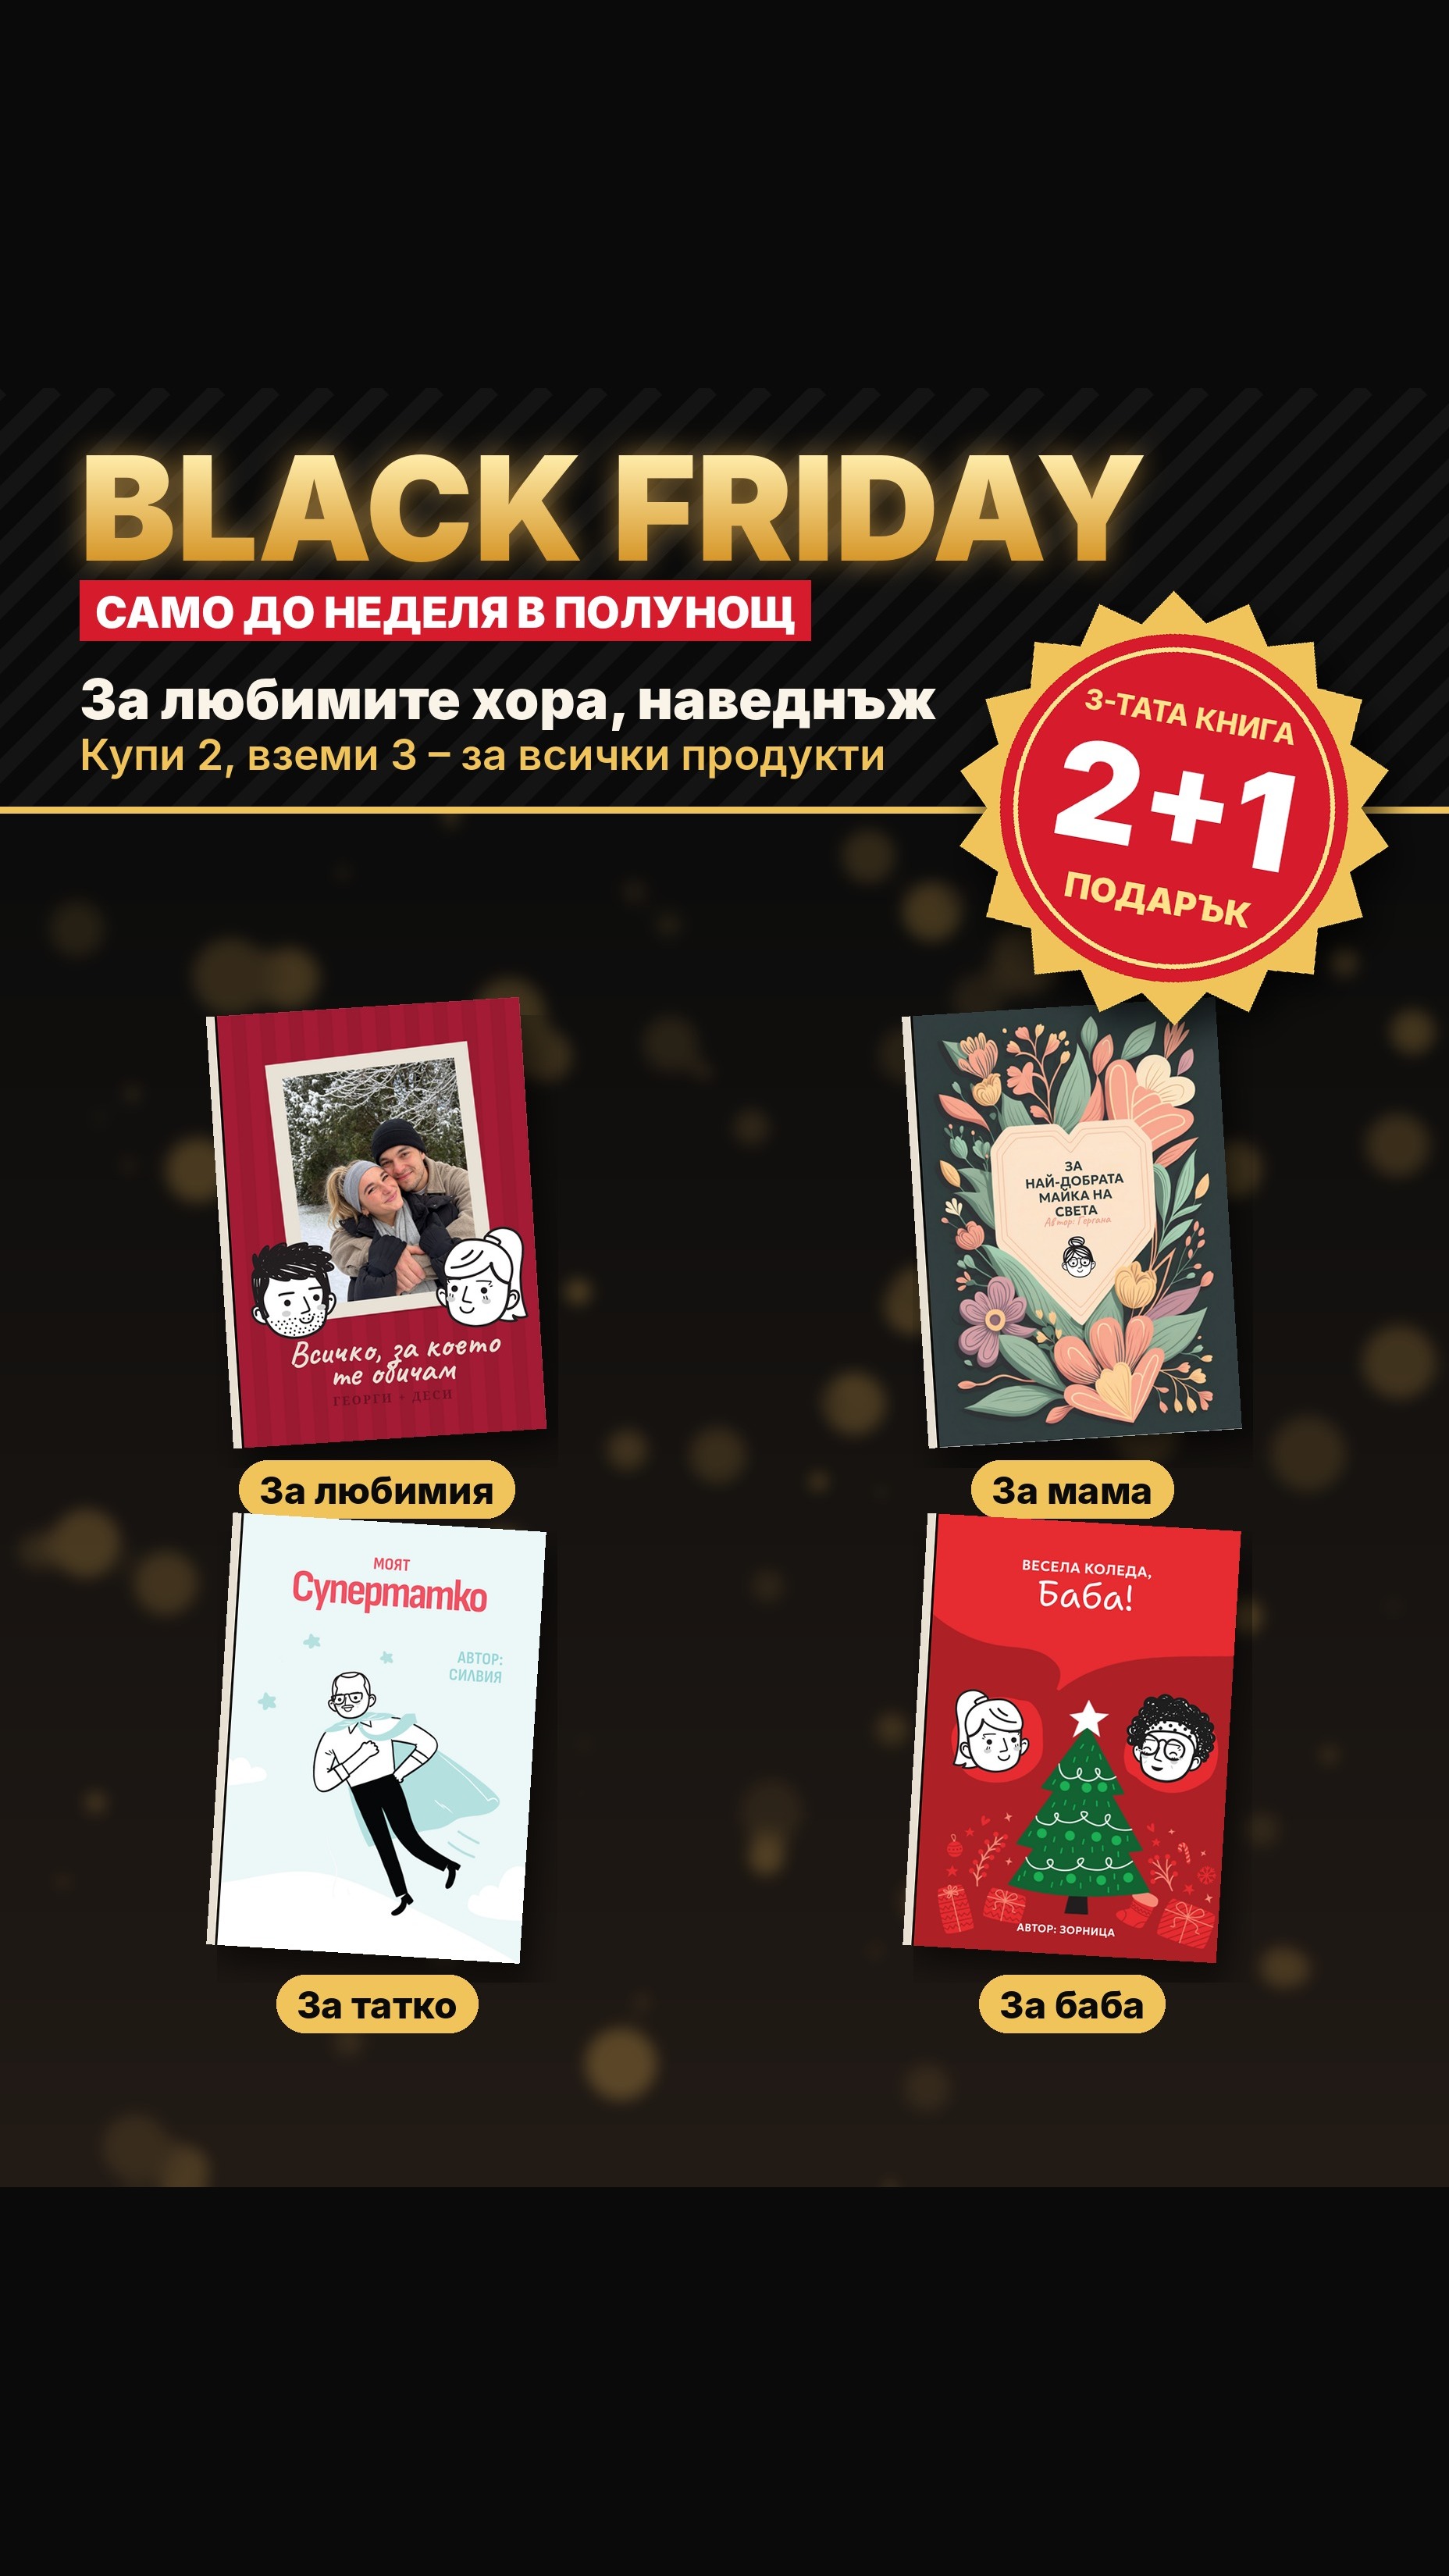 BLACK FRIDAY
САМО ДО НЕДЕЛЯ В ПОЛУНОЩ
За любимите хора, наведнъж
Купи 2, вземи 3 – за всички продукти
3-ТАТА КНИГА
2+1
ПОДАРЪК
Всичко, за което
те обичам
ГЕОРГИ + ДЕСИ
За любимия
ЗА
НАЙ-ДОБРАТА
МАЙКА НА
СВЕТА
Автор: Гергана
За мама
МОЯТ
Супертатко
АВТОР:
СИЛВИЯ
За татко
ВЕСЕЛА КОЛЕДА,
Баба!
АВТОР: ЗОРНИЦА
За баба